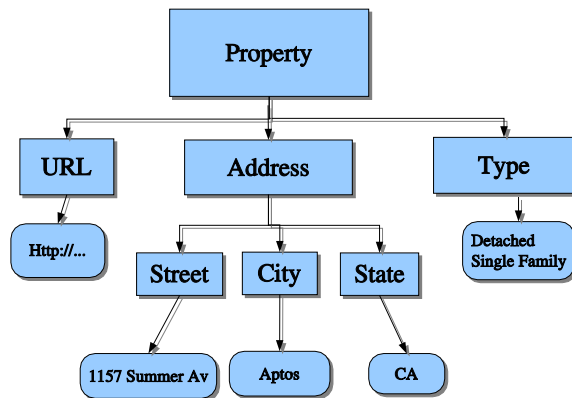 Property
URL
Address
Type
Http://...
Detached
Single Family
Street
City
State
1157 Summer Av
Aptos
CA